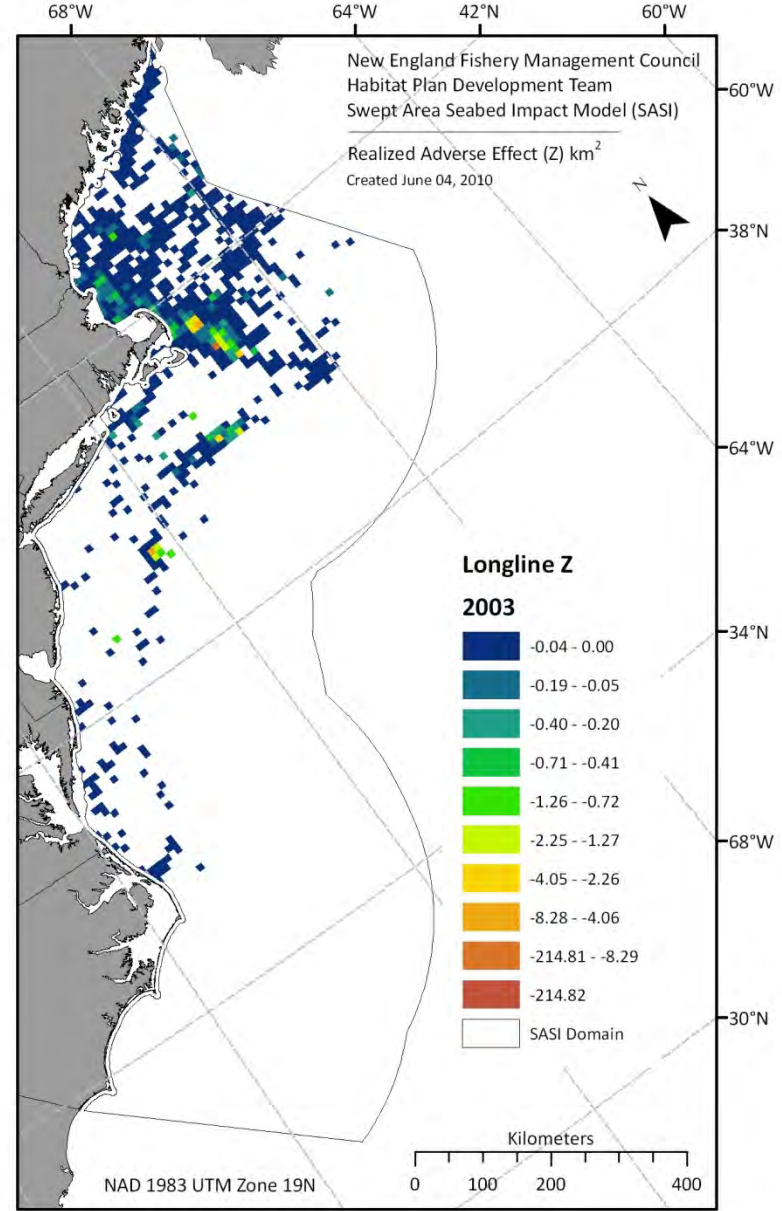 68°W 64°W 42°N 60°W
New England Fishery Management Council
Habitat Plan Development Team
Swept Area Seabed Impact Model (SASI)
Realized Adverse Effect (Z) km²
Created June 04, 2010
N
60°W
38°N
64°W
34°N
68°W
30°N
Longline Z
2003
-0.04 - 0.00
-0.19 - -0.05
-0.40 - -0.20
-0.71 - -0.41
-1.26 - -0.72
-2.25 - -1.27
-4.05 - -2.26
-8.28 - -4.06
-214.81 - -8.29
-214.82
SASI Domain
Kilometers
0 100 200 300 400
NAD 1983 UTM Zone 19N